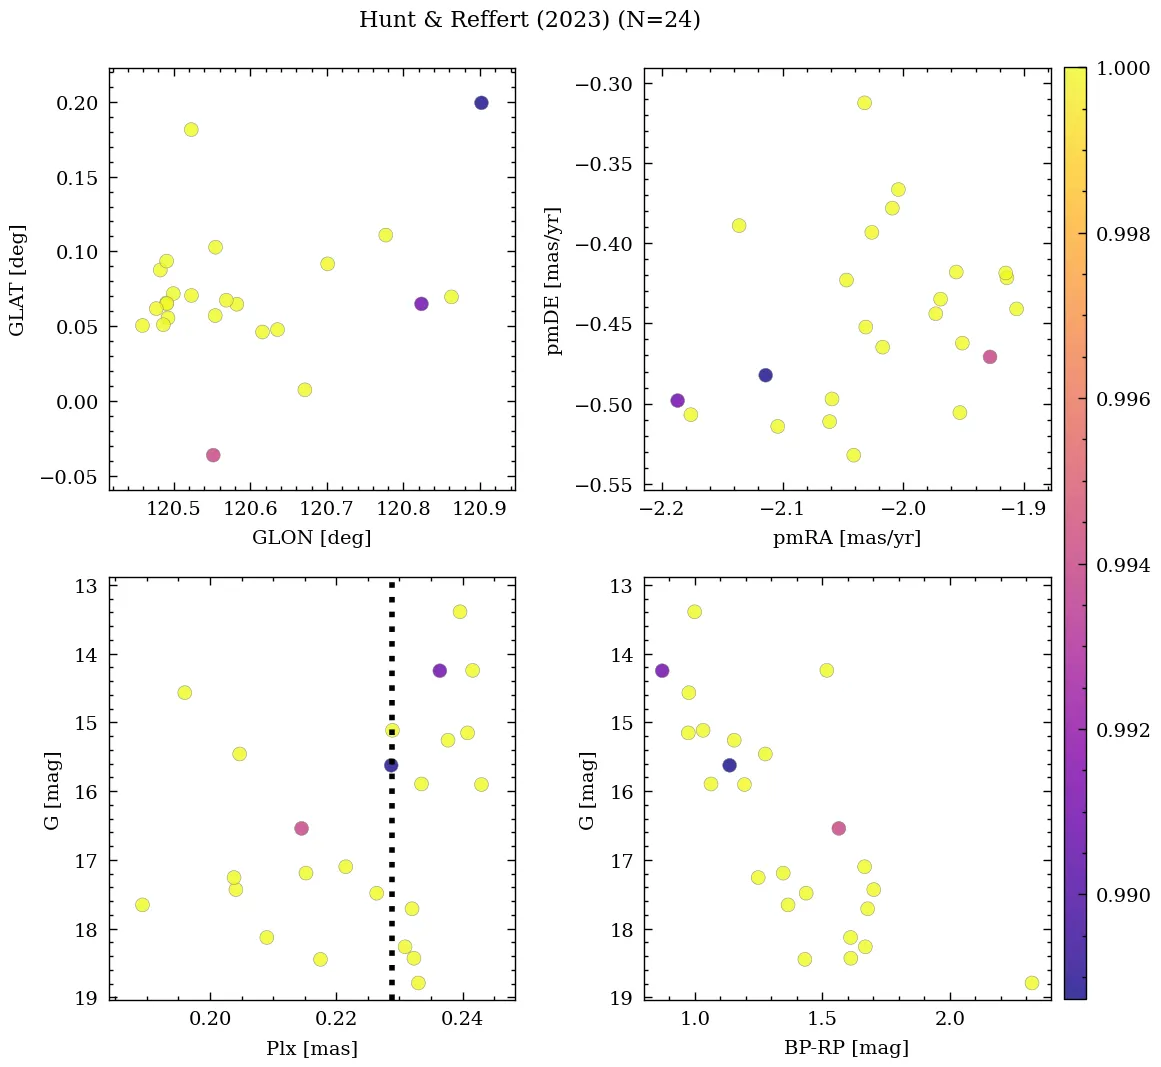 Hunt & Reffert (2023) (N=24)
0.20
0.15
0.10
0.05
0.00
−0.05
GLAT [deg]
120.5 120.6 120.7 120.8 120.9
GLON [deg]
−0.30
−0.35
−0.40
−0.45
−0.50
−0.55
pmDE [mas/yr]
−2.2 −2.1 −2.0 −1.9
pmRA [mas/yr]
1.000
0.998
0.996
0.994
0.992
0.990
13
14
15
16
17
18
19
G [mag]
0.20 0.22 0.24
Plx [mas]
13
14
15
16
17
18
19
G [mag]
1.0 1.5 2.0
BP-RP [mag]